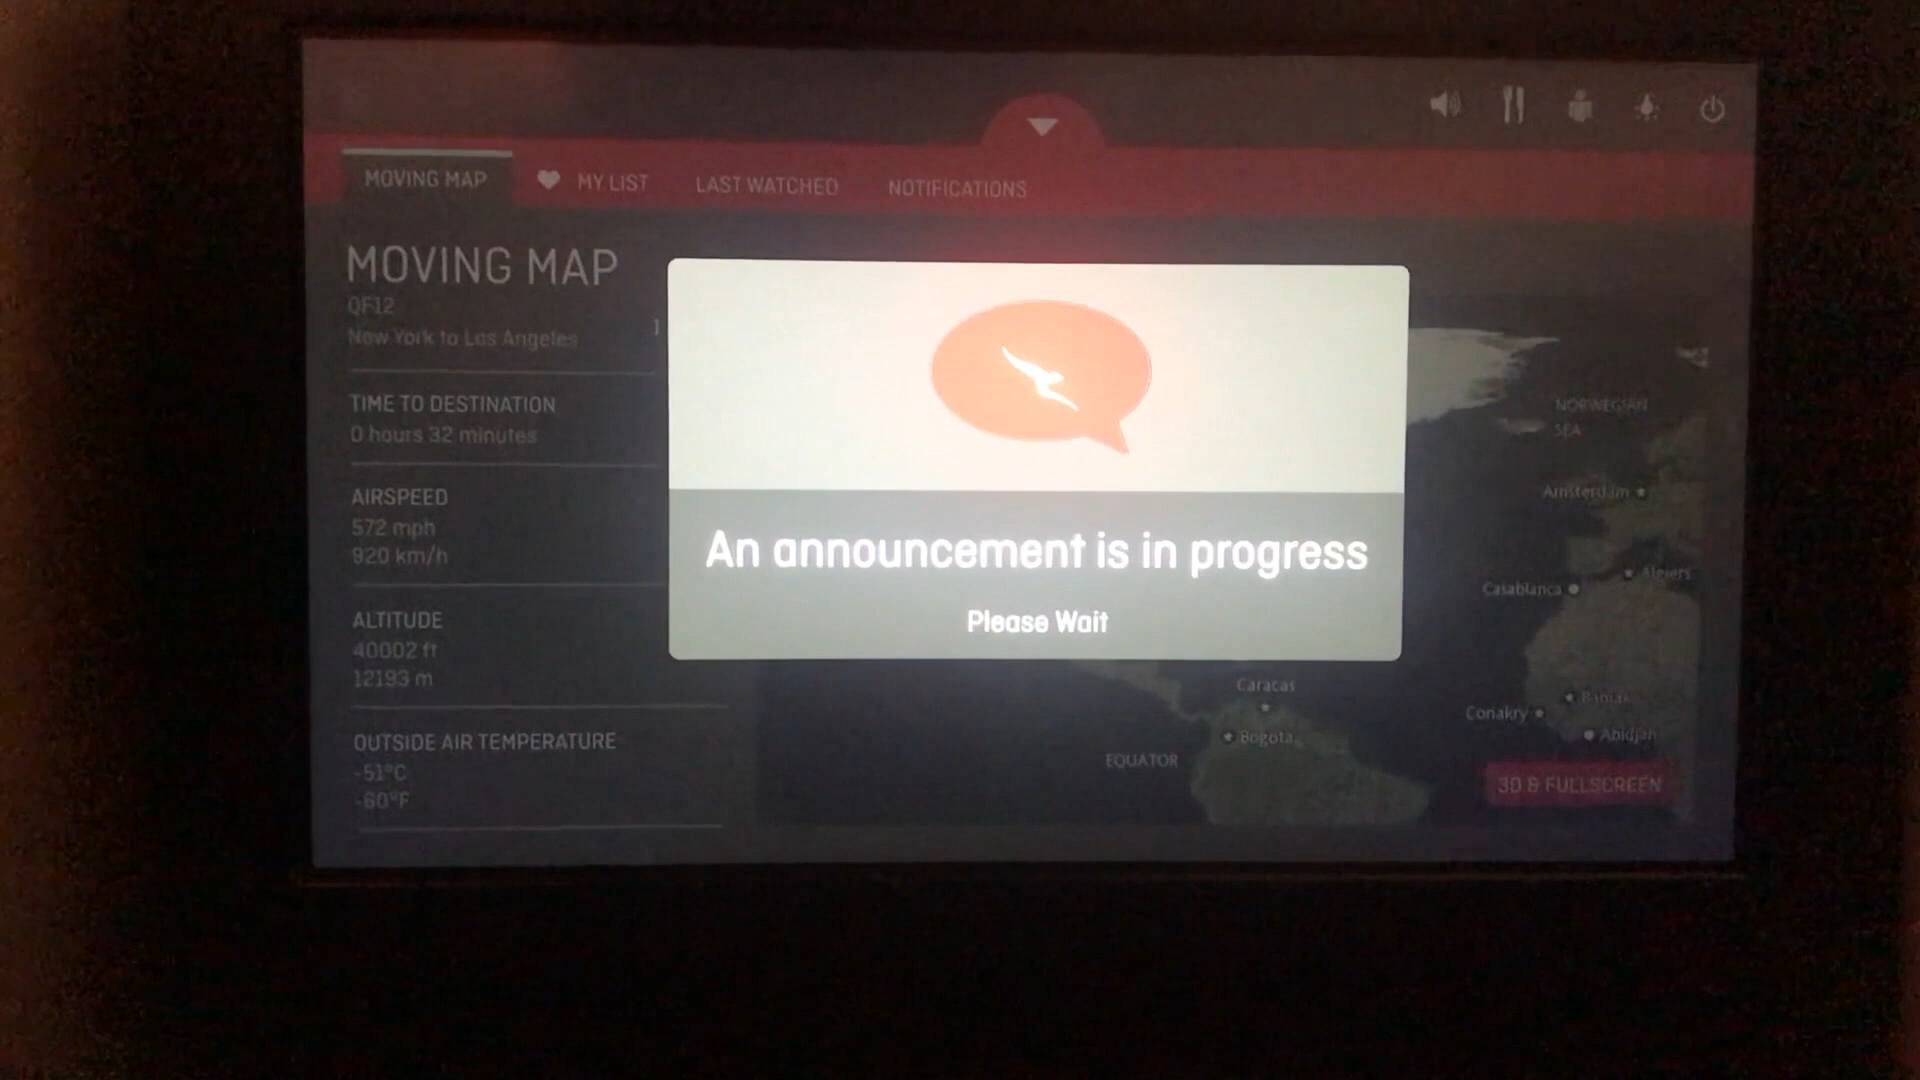 MOVING MAP
MY LIST
LAST WATCHED
NOTIFICATIONS
MOVING MAP
QF12
New York to Los Angeles
TIME TO DESTINATION
0 hours 32 minutes
AIRSPEED
572 mph
920 km/h
ALTITUDE
40002 ft
12193 m
OUTSIDE AIR TEMPERATURE
-51°C
-60°F
An announcement is in progress
Please Wait
NORWEGIAN
SEA
Amsterdam
Algiers
Casablanca
Caracas
Bamako
Conakry
Bogota
Abidjan
EQUATOR
3D & FULLSCREEN